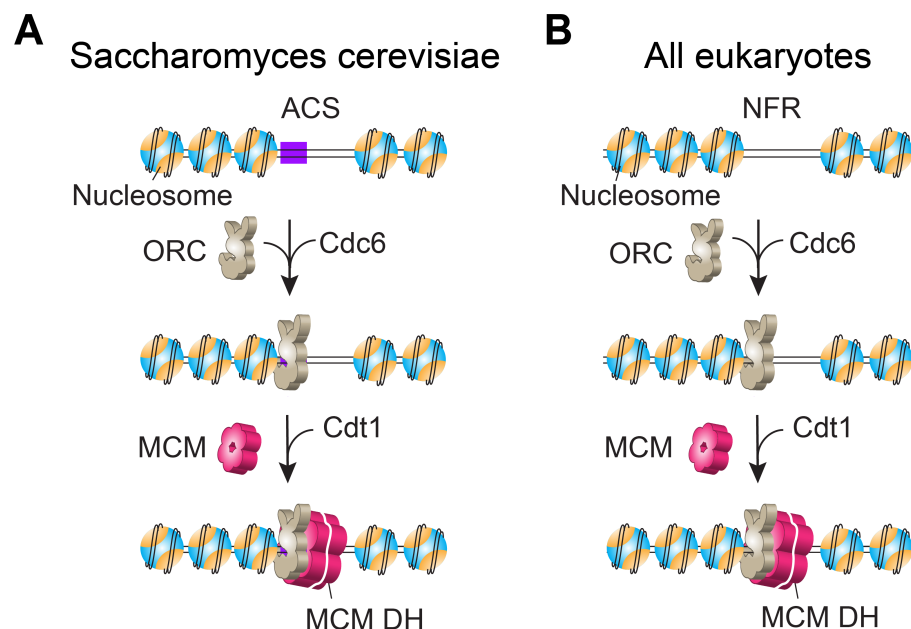 A
Saccharomyces cerevisiae
ACS
Nucleosome
ORC
Cdc6
MCM
Cdt1
MCM DH
B
All eukaryotes
NFR
Nucleosome
ORC
Cdc6
MCM
Cdt1
MCM DH